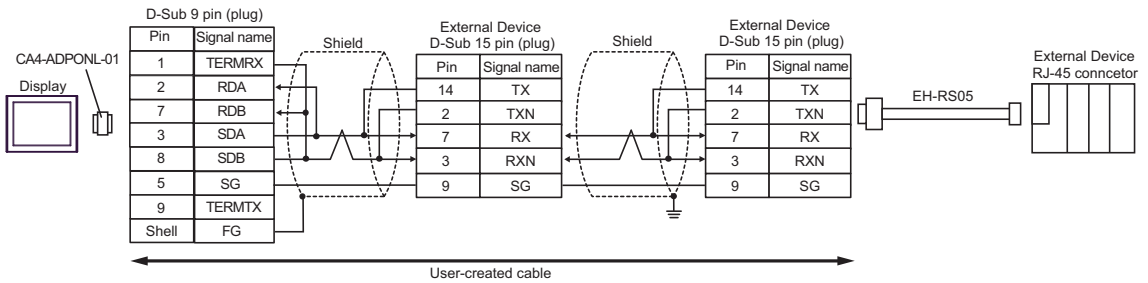 D-Sub 9 pin (plug)
Pin Signal name
1 TERMRX
2 RDA
7 RDB
3 SDA
8 SDB
5 SG
9 TERMTX
Shell FG
CA4-ADPONL-01
Display
Shield
External Device
D-Sub 15 pin (plug)
Pin Signal name
14 TX
2 TXN
7 RX
3 RXN
9 SG
Shield
External Device
D-Sub 15 pin (plug)
Pin Signal name
14 TX
2 TXN
7 RX
3 RXN
9 SG
EH-RS05
External Device
RJ-45 conncetor
User-created cable